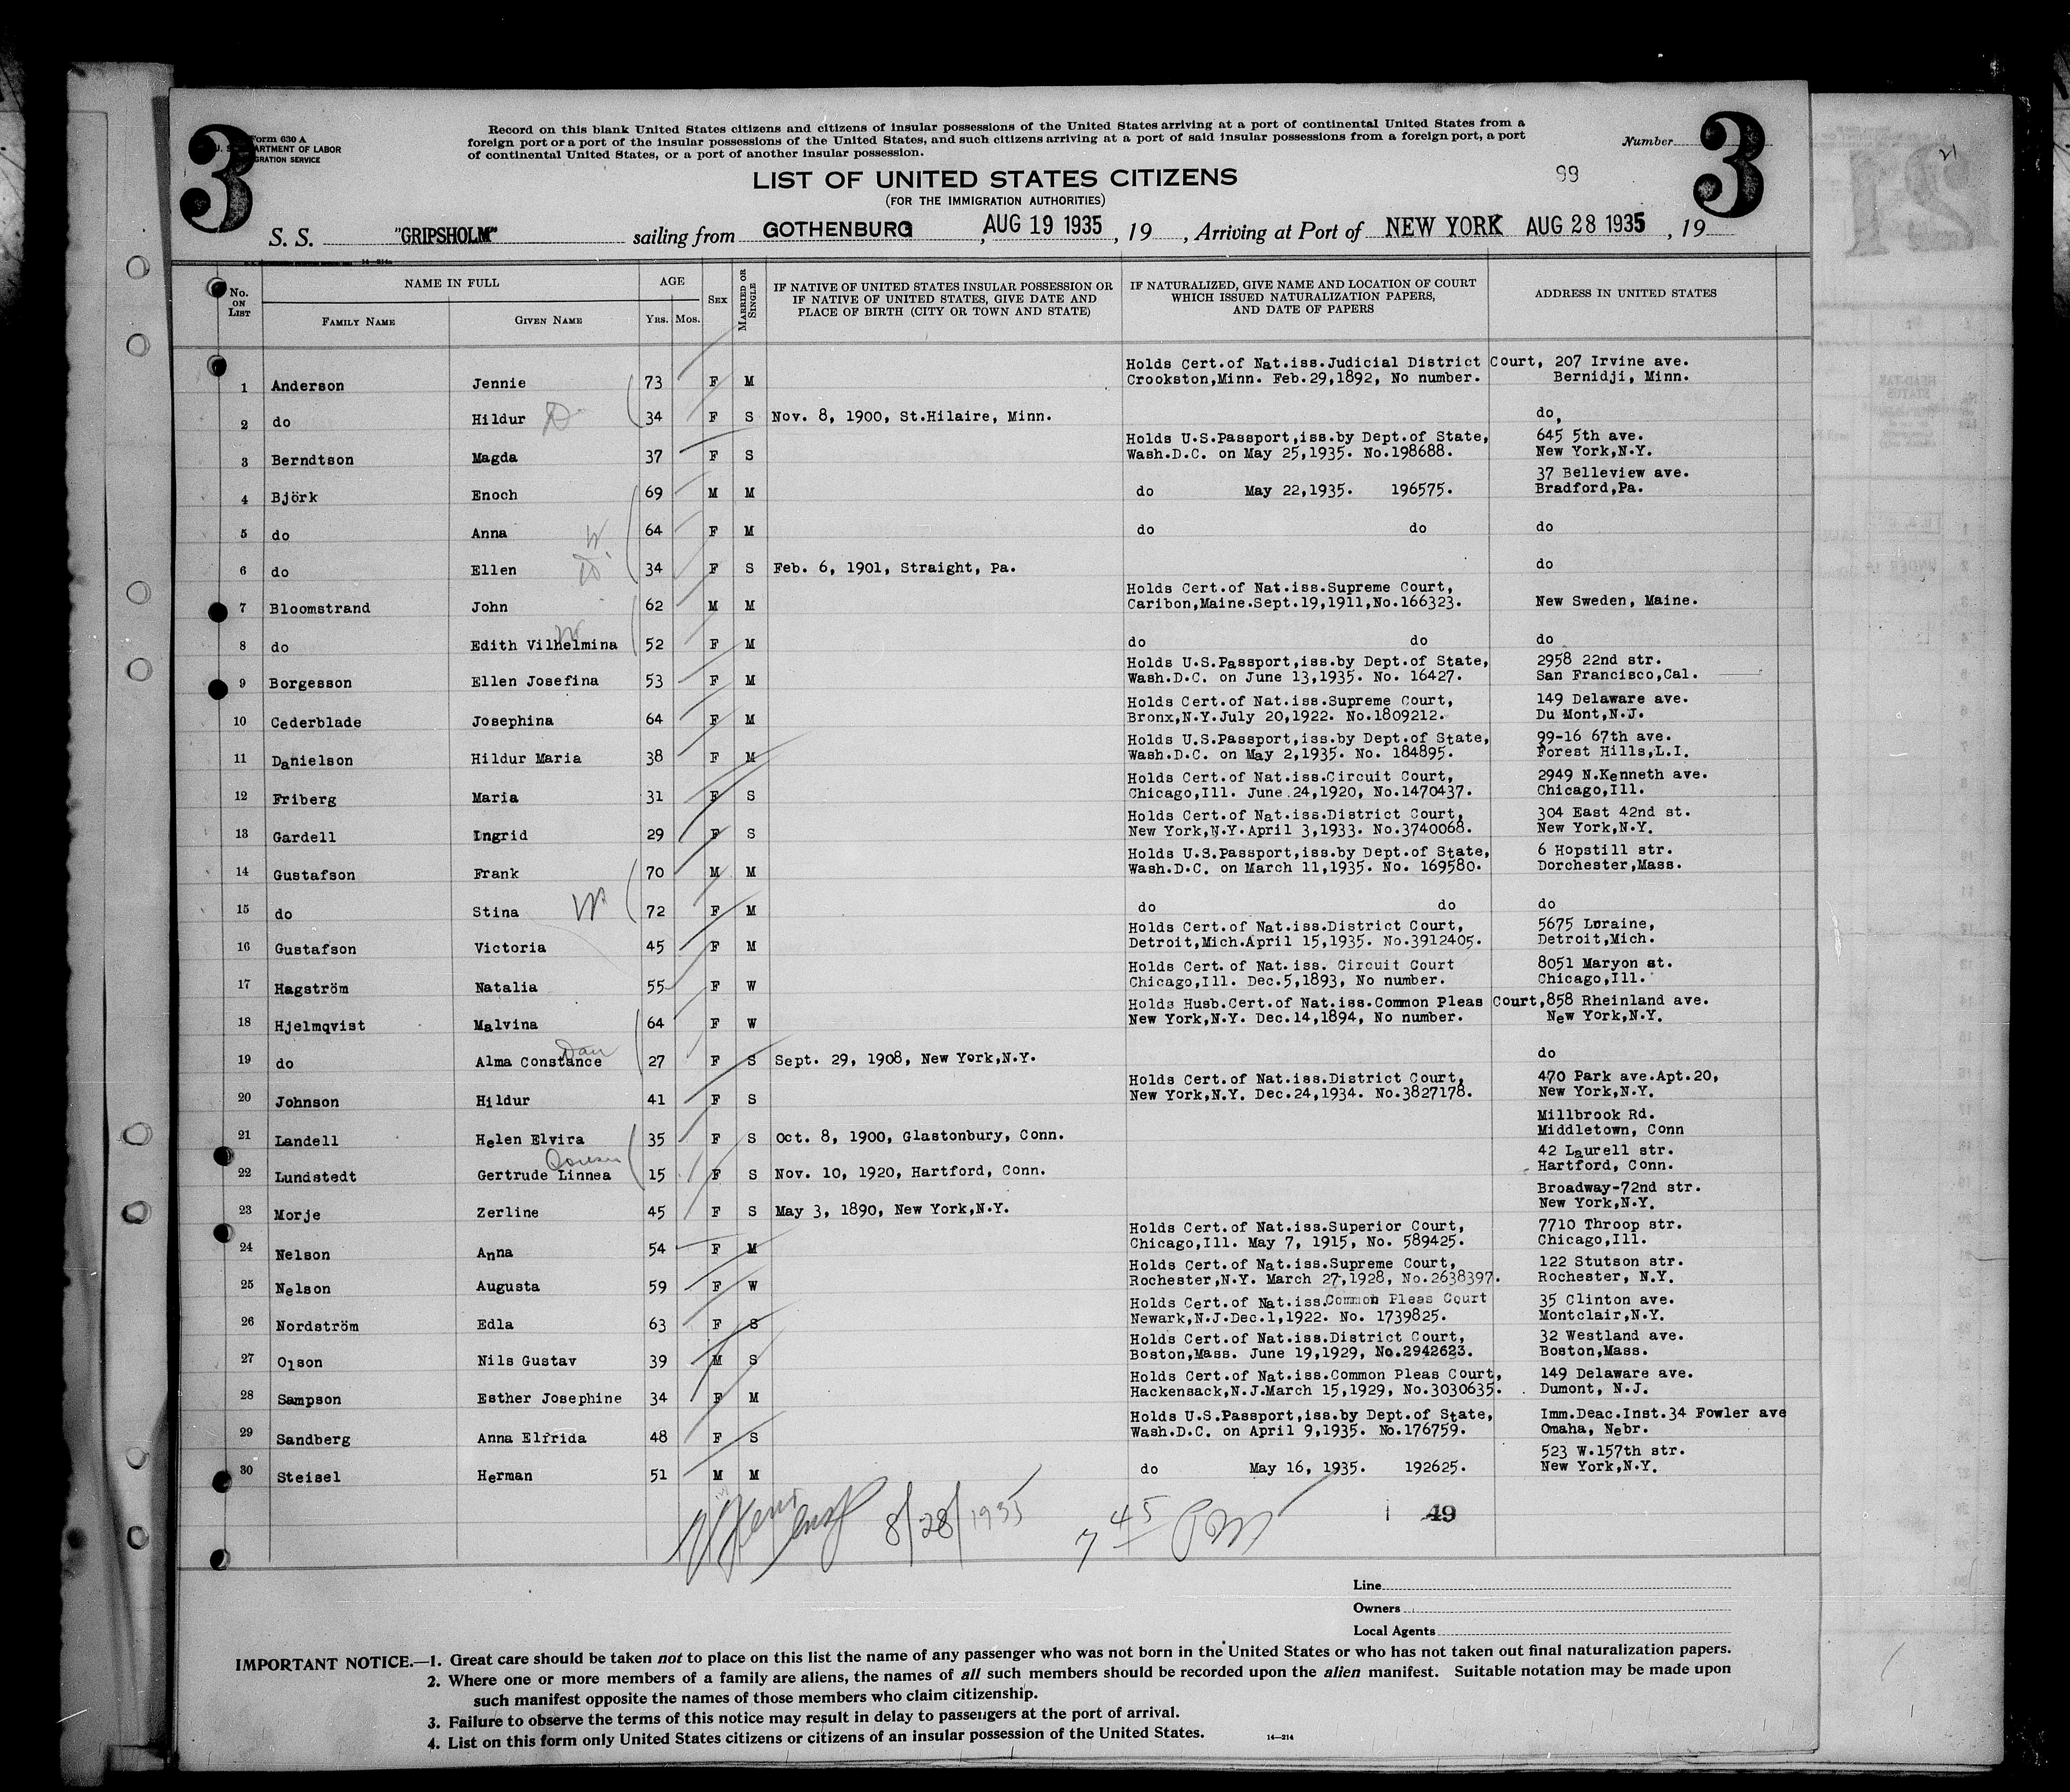 3
Form 630 A
U. S. DEPARTMENT OF LABOR
IMMIGRATION SERVICE
Record on this blank United States citizens and citizens of insular possessions of the United States arriving at a port of continental United States from a
foreign port or a port of the insular possessions of the United States, and such citizens arriving at a port of said insular possessions from a foreign port, a port
of continental United States, or a port of another insular possession.
Number
3
LIST OF UNITED STATES CITIZENS
99
(FOR THE IMMIGRATION AUTHORITIES)
S. S. "GRIPSHOLM" sailing from GOTHENBURG, AUG 19 1935, 19 , Arriving at Port of NEW YORK AUG 28 1935, 19
No. ON LIST
NAME IN FULL
FAMILY NAME
GIVEN NAME
AGE
YRS. MOS.
SEX
MARRIED OR SINGLE
IF NATIVE OF UNITED STATES INSULAR POSSESSION OR
IF NATIVE OF UNITED STATES, GIVE DATE AND
PLACE OF BIRTH (CITY OR TOWN AND STATE)
IF NATURALIZED, GIVE NAME AND LOCATION OF COURT
WHICH ISSUED NATURALIZATION PAPERS,
AND DATE OF PAPERS
ADDRESS IN UNITED STATES
Holds Cert.of Nat.iss.Judicial District Court, 207 Irvine ave.
1 Anderson Jennie 73 F M Crookston,Minn. Feb.29,1892, No number. Bernidji, Minn.
2 do Hildur D 34 F S Nov. 8, 1900, St.Hilaire, Minn. do,
Holds U.S.Passport,iss.by Dept.of State, 645 5th ave.
3 Berndtson Magda 37 F S Wash.D.C. on May 25,1935. No.198688. New York,N.Y.
37 Belleview ave.
4 Björk Enoch 69 M M do May 22,1935. 196575. Bradford,Pa.
5 do Anna W 64 F M do do do
6 do Ellen D. 34 F S Feb. 6, 1901, Straight, Pa. do
Holds Cert.of Nat.iss.Supreme Court,
7 Bloomstrand John 62 M M Caribon,Maine.Sept.19,1911,No.166323. New Sweden, Maine.
W
8 do Edith Vilhelmina 52 F M do do do
Holds U.S.Passport,iss.by Dept.of State, 2958 22nd str.
9 Borgesson Ellen Josefina 53 F M Wash.D.C. on June 13,1935. No. 16427. San Francisco,Cal.
Holds Cert.of Nat.iss.Supreme Court, 149 Delaware ave.
10 Cederblade Josephina 64 F M Bronx,N.Y.July 20,1922. No.1809212. Du Mont,N.J.
Holds U.S.Passport,iss.by Dept.of State, 99-16 67th ave.
11 Danielson Hildur Maria 38 F M Wash.D.C. on May 2,1935. No. 184895. Forest Hills,L.I.
Holds Cert.of Nat.iss.Circuit Court, 2949 N.Kenneth ave.
12 Friberg Maria 31 F S Chicago,Ill. June 24,1920, No.1470437. Chicago,Ill.
Holds Cert.of Nat.iss.District Court, 304 East 42nd st.
13 Gardell Ingrid 29 F S New York,N.Y.April 3,1933. No.3740068. New York,N.Y.
Holds U.S.Passport,iss.by Dept.of State, 6 Hopstill str.
14 Gustafson Frank 70 M M Wash.D.C. on March 11,1935. No. 169580. Dorchester,Mass.
15 do Stina W 72 F M do do do
Holds Cert.of Nat.iss.District Court, 5675 Loraine,
16 Gustafson Victoria 45 F M Detroit,Mich.April 15,1935. No.3912405. Detroit,Mich.
Holds Cert. of Nat.iss. Circuit Court 8051 Maryon st.
17 Hagström Natalia 55 F W Chicago,Ill. Dec.5,1893, No number. Chicago,Ill.
Holds Husb.Cert.of Nat.iss.Common Pleas Court, 858 Rheinland ave.
18 Hjelmqvist Malvina 64 F W New York,N.Y. Dec.14,1894, No number. New York,N.Y.
Dau
19 do Alma Constance 27 F S Sept. 29, 1908, New York,N.Y. do
Holds Cert.of Nat.iss.District Court, 470 Park ave.Apt.20,
20 Johnson Hildur 41 F S New York,N.Y. Dec.24,1934. No.3827178. New York,N.Y.
Millbrook Rd.
21 Landell Helen Elvira 35 F S Oct. 8, 1900, Glastonbury, Conn. Middletown, Conn
Cousin 42 Laurell str.
22 Lundstedt Gertrude Linnea 15 F S Nov. 10, 1920, Hartford, Conn. Hartford, Conn.
Broadway-72nd str.
23 Morje Zerline 45 F S May 3, 1890, New York,N.Y. New York,N.Y.
Holds Cert.of Nat.iss.Superior Court, 7710 Throop str.
24 Nelson Anna 54 F M Chicago,Ill. May 7, 1915, No. 589425. Chicago,Ill.
Holds Cert.of Nat.iss.Supreme Court, 122 Stutson str.
25 Nelson Augusta 59 F W Rochester,N.Y. March 27,1928, No.2638397. Rochester, N.Y.
Holds Cert.of Nat.iss.Common Pleas Court 35 Clinton ave.
26 Nordström Edla 63 F S Newark,N.J.Dec.1,1922. No. 1739825. Montclair,N.Y.
Holds Cert.of Nat.iss.District Court, 32 Westland ave.
27 Olson Nils Gustav 39 M S Boston,Mass. June 19,1929, No.2942623. Boston,Mass.
Holds Cert.of Nat.iss.Common Pleas Court, 149 Delaware ave.
28 Sampson Esther Josephine 34 F M Hackensack,N.J.March 15,1929, No.3030635. Dumont, N.J.
Holds U.S.Passport,iss.by Dept.of State, Imm.Deac.Inst.34 Fowler ave
29 Sandberg Anna Elfrida 48 F S Wash.D.C. on April 9,1935. No.176759. Omaha, Nebr.
523 W.157th str.
30 Steisel Herman 51 M M do May 16, 1935. 192625. New York,N.Y.
8/28/1935 7 45 PM 49
Line
Owners
Local Agents
IMPORTANT NOTICE.—1. Great care should be taken not to place on this list the name of any passenger who was not born in the United States or who has not taken out final naturalization papers.
2. Where one or more members of a family are aliens, the names of all such members should be recorded upon the alien manifest. Suitable notation may be made upon
such manifest opposite the names of those members who claim citizenship.
3. Failure to observe the terms of this notice may result in delay to passengers at the port of arrival.
4. List on this form only United States citizens or citizens of an insular possession of the United States.
14—214